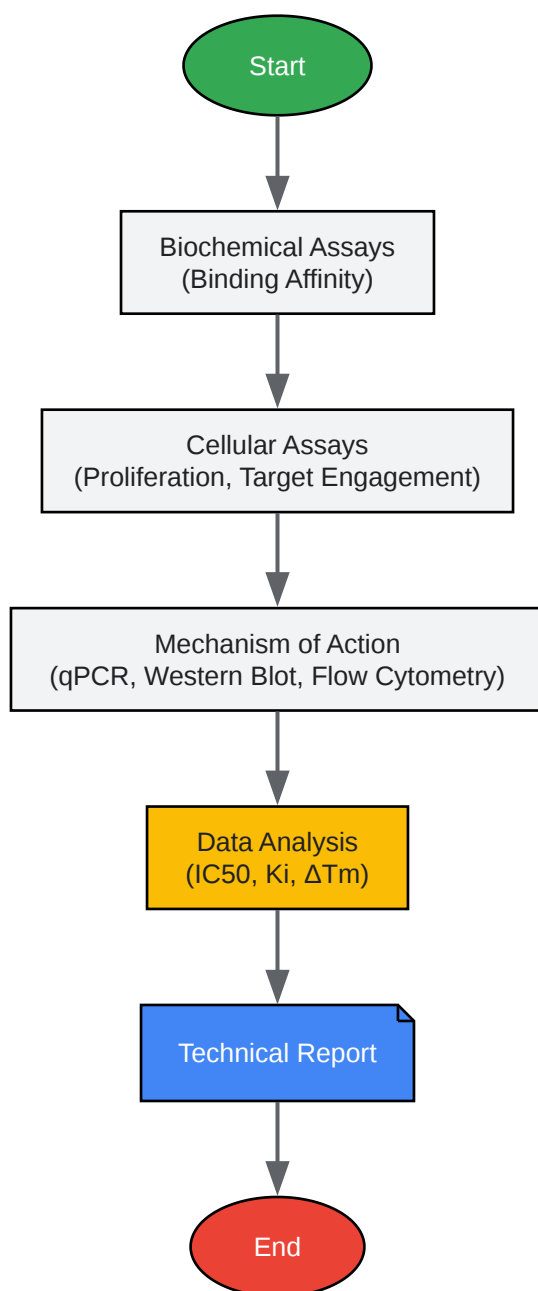 Start
Biochemical Assays
(Binding Affinity)
Cellular Assays
(Proliferation, Target Engagement)
Mechanism of Action
(qPCR, Western Blot, Flow Cytometry)
Data Analysis
(IC50, Ki, ΔTm)
Technical Report
End